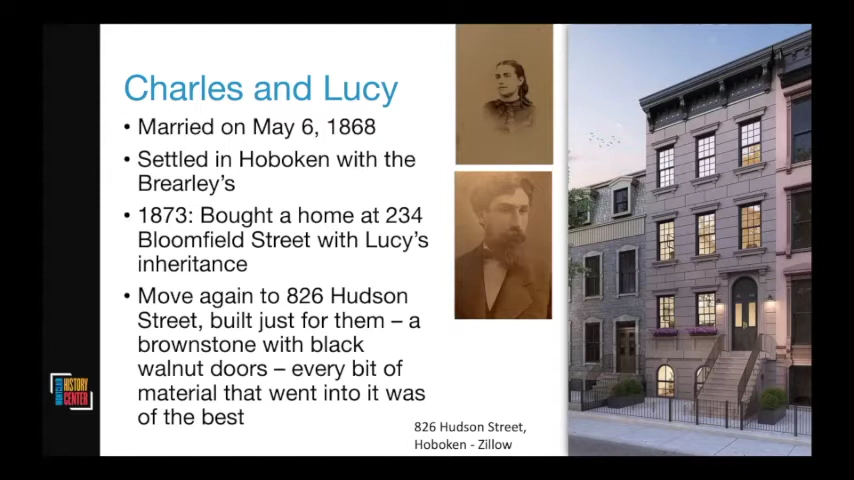 Charles and Lucy
• Married on May 6, 1868
• Settled in Hoboken with the
Brearley's
• 1873: Bought a home at 234
Bloomfield Street with Lucy's
inheritance
• Move again to 826 Hudson
Street, built just for them – a
brownstone with black
walnut doors – every bit of
material that went into it was
of the best
826 Hudson Street,
Hoboken - Zillow
MONTCLAIR
HISTORY
CENTER